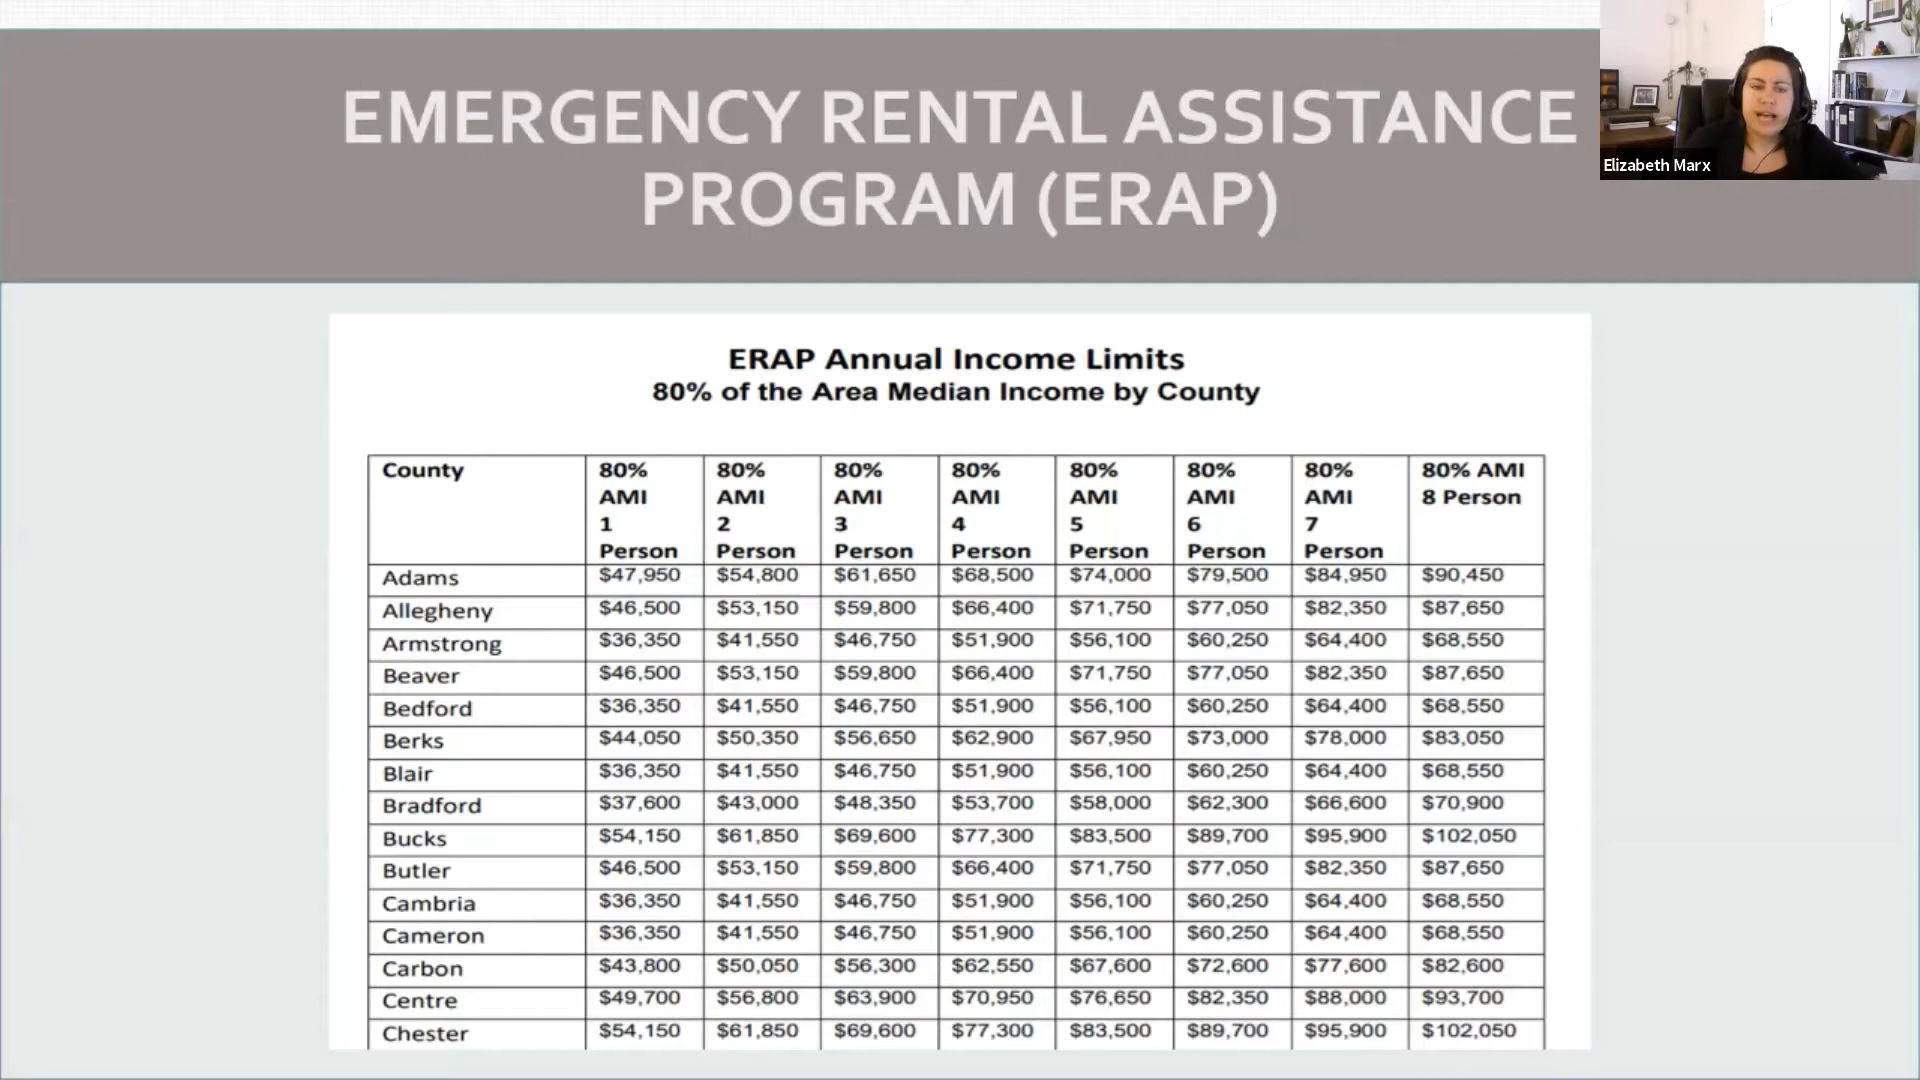 EMERGENCY RENTAL ASSISTANCE
PROGRAM (ERAP)
Elizabeth Marx
ERAP Annual Income Limits
80% of the Area Median Income by County
County 80% AMI 1 Person 80% AMI 2 Person 80% AMI 3 Person 80% AMI 4 Person 80% AMI 5 Person 80% AMI 6 Person 80% AMI 7 Person 80% AMI 8 Person
Adams $47,950 $54,800 $61,650 $68,500 $74,000 $79,500 $84,950 $90,450
Allegheny $46,500 $53,150 $59,800 $66,400 $71,750 $77,050 $82,350 $87,650
Armstrong $36,350 $41,550 $46,750 $51,900 $56,100 $60,250 $64,400 $68,550
Beaver $46,500 $53,150 $59,800 $66,400 $71,750 $77,050 $82,350 $87,650
Bedford $36,350 $41,550 $46,750 $51,900 $56,100 $60,250 $64,400 $68,550
Berks $44,050 $50,350 $56,650 $62,900 $67,950 $73,000 $78,000 $83,050
Blair $36,350 $41,550 $46,750 $51,900 $56,100 $60,250 $64,400 $68,550
Bradford $37,600 $43,000 $48,350 $53,700 $58,000 $62,300 $66,600 $70,900
Bucks $54,150 $61,850 $69,600 $77,300 $83,500 $89,700 $95,900 $102,050
Butler $46,500 $53,150 $59,800 $66,400 $71,750 $77,050 $82,350 $87,650
Cambria $36,350 $41,550 $46,750 $51,900 $56,100 $60,250 $64,400 $68,550
Cameron $36,350 $41,550 $46,750 $51,900 $56,100 $60,250 $64,400 $68,550
Carbon $43,800 $50,050 $56,300 $62,550 $67,600 $72,600 $77,600 $82,600
Centre $49,700 $56,800 $63,900 $70,950 $76,650 $82,350 $88,000 $93,700
Chester $54,150 $61,850 $69,600 $77,300 $83,500 $89,700 $95,900 $102,050